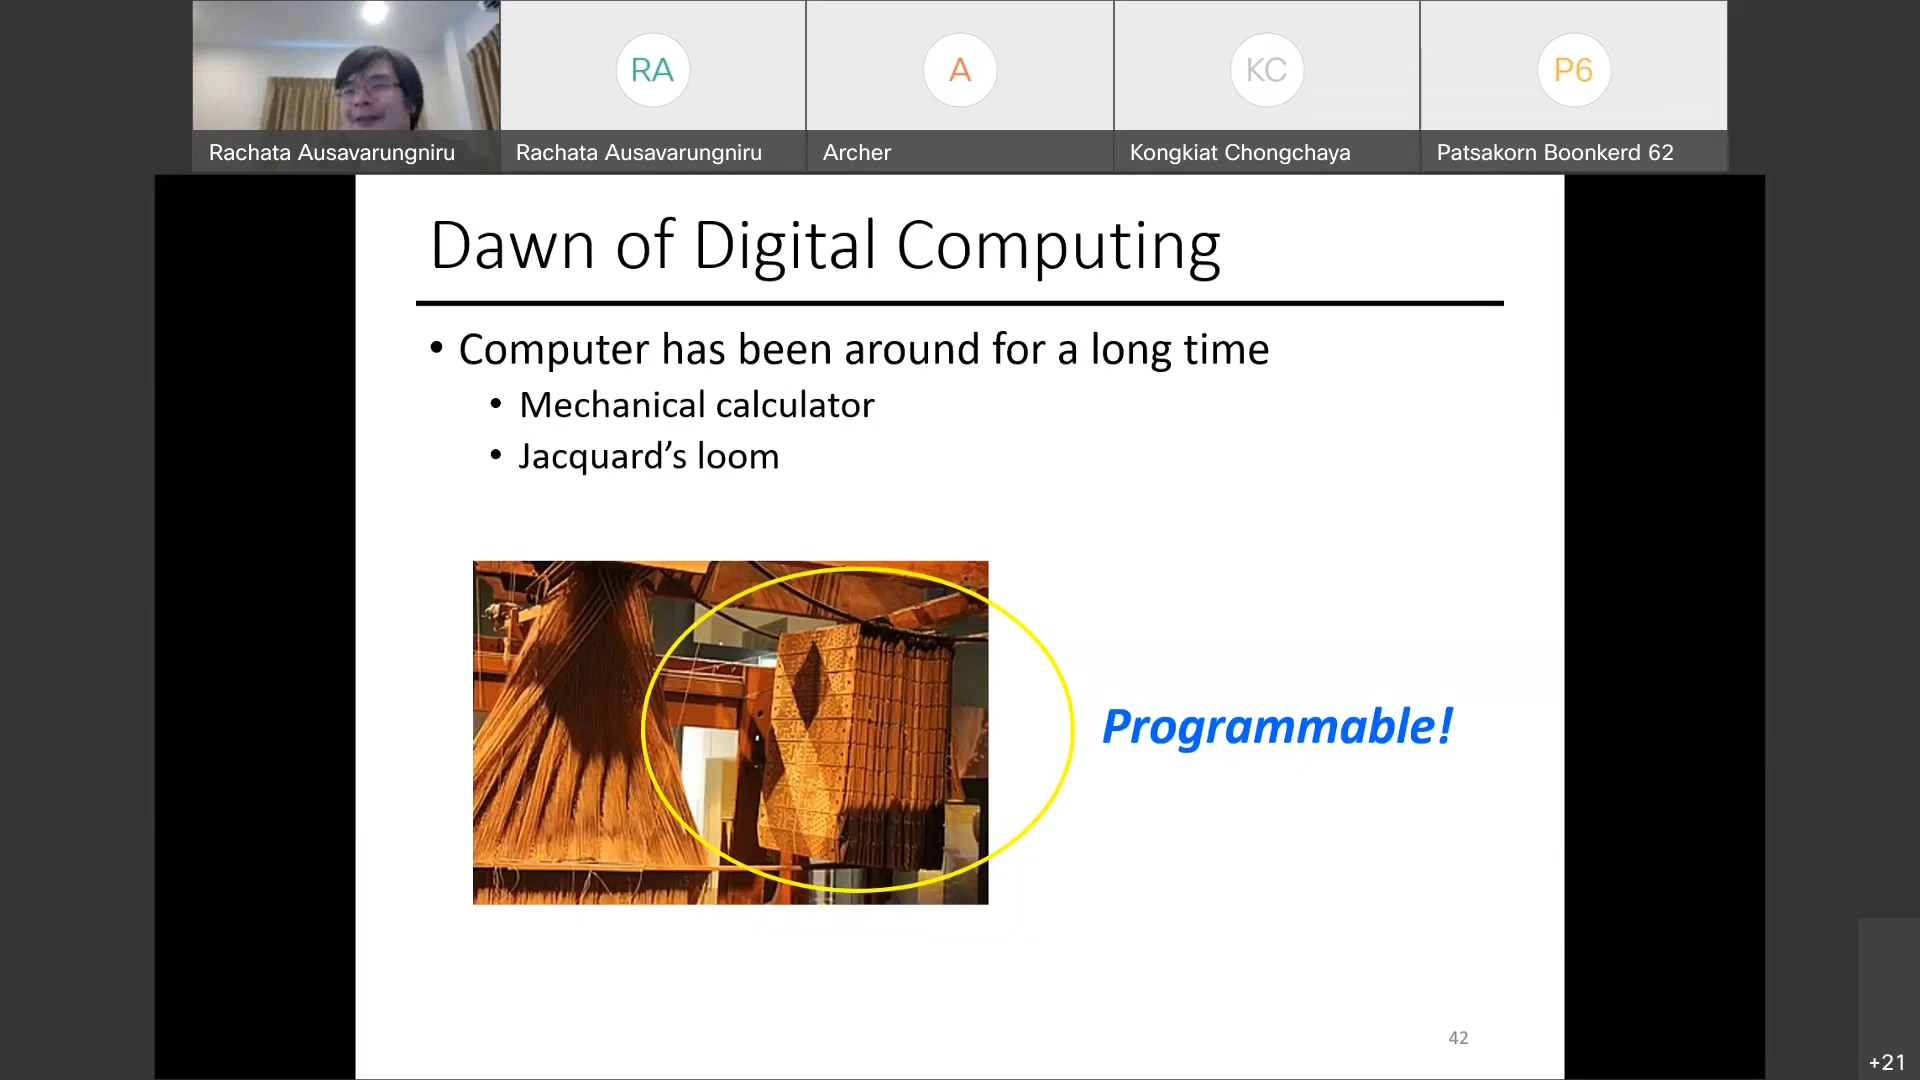 RA
A
KC
P6
Rachata Ausavarungniru
Rachata Ausavarungniru
Archer
Kongkiat Chongchaya
Patsakorn Boonkerd 62
Dawn of Digital Computing
• Computer has been around for a long time
• Mechanical calculator
• Jacquard’s loom
Programmable!
42
+21